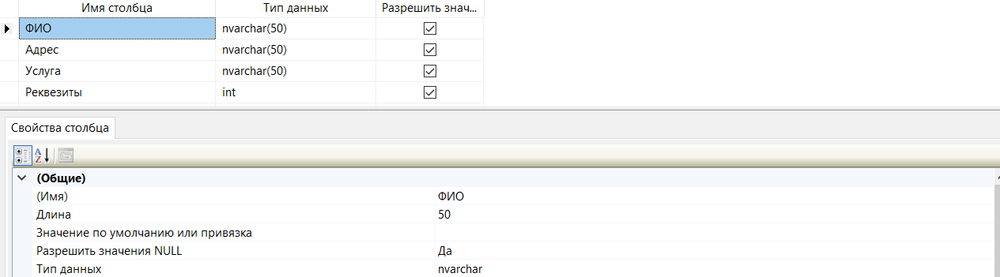 Имя столбца Тип данных Разрешить знач...
ФИО nvarchar(50)
Адрес nvarchar(50)
Услуга nvarchar(50)
Реквезиты int
Свойства столбца
(Общие)
(Имя) ФИО
Длина 50
Значение по умолчанию или привязка
Разрешить значения NULL Да
Тип данных nvarchar